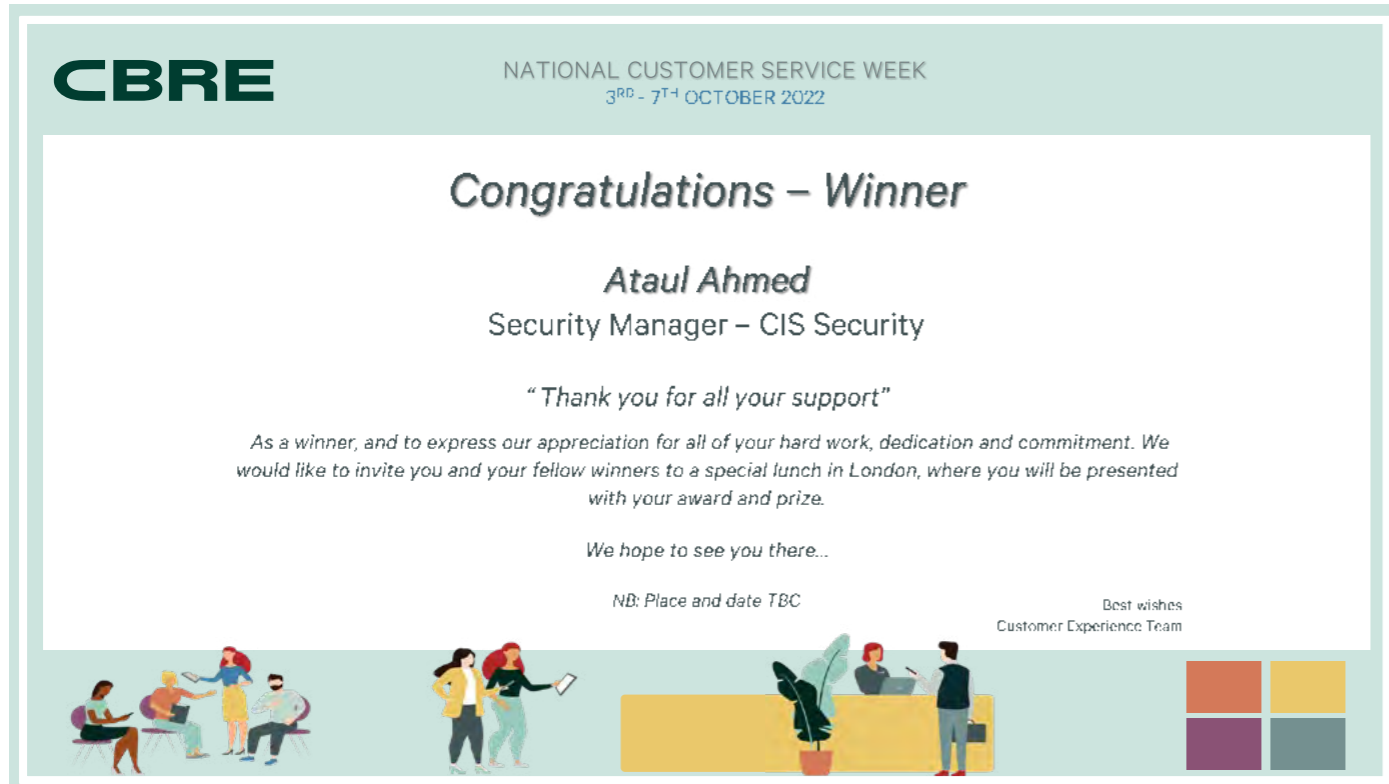 CBRE
NATIONAL CUSTOMER SERVICE WEEK
3RD - 7TH OCTOBER 2022
Congratulations – Winner
Ataul Ahmed
Security Manager – CIS Security
“ Thank you for all your support”
As a winner, and to express our appreciation for all of your hard work, dedication and commitment. We
would like to invite you and your fellow winners to a special lunch in London, where you will be presented
with your award and prize.
We hope to see you there...
NB: Place and date TBC
Best wishes
Customer Experience Team